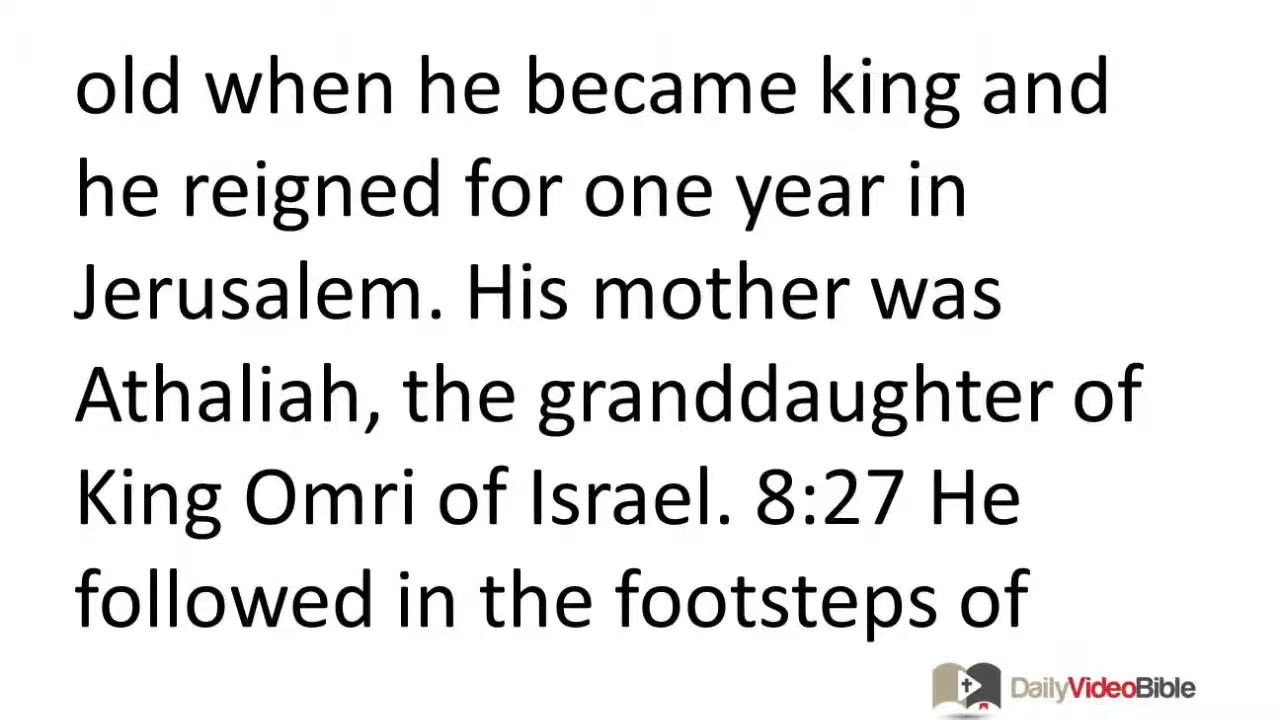 old when he became king and
he reigned for one year in
Jerusalem. His mother was
Athaliah, the granddaughter of
King Omri of Israel. 8:27 He
followed in the footsteps of
DailyVideoBible